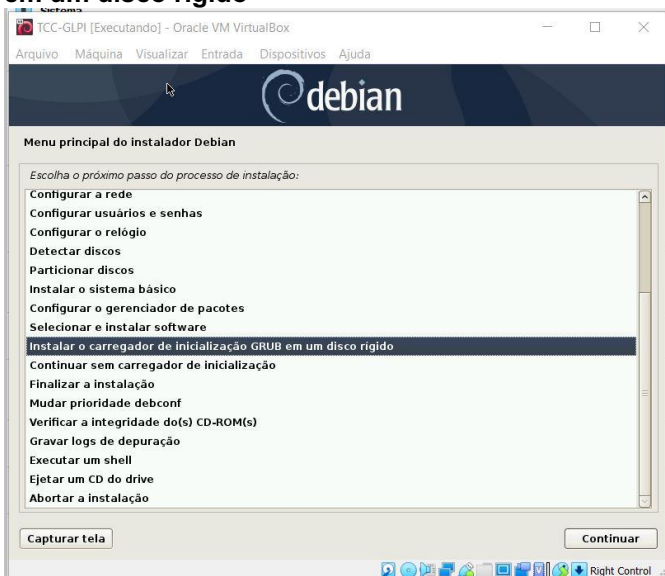 em um disco rígido
Sistema
TCC-GLPI [Executando] - Oracle VM VirtualBox
Arquivo Máquina Visualizar Entrada Dispositivos Ajuda
debian
Menu principal do instalador Debian
Escolha o próximo passo do processo de instalação:
Configurar a rede
Configurar usuários e senhas
Configurar o relógio
Detectar discos
Particionar discos
Instalar o sistema básico
Configurar o gerenciador de pacotes
Selecionar e instalar software
Instalar o carregador de inicialização GRUB em um disco rígido
Continuar sem carregador de inicialização
Finalizar a instalação
Mudar prioridade debconf
Verificar a integridade do(s) CD-ROM(s)
Gravar logs de depuração
Executar um shell
Ejetar um CD do drive
Abortar a instalação
Capturar tela
Continuar
Right Control